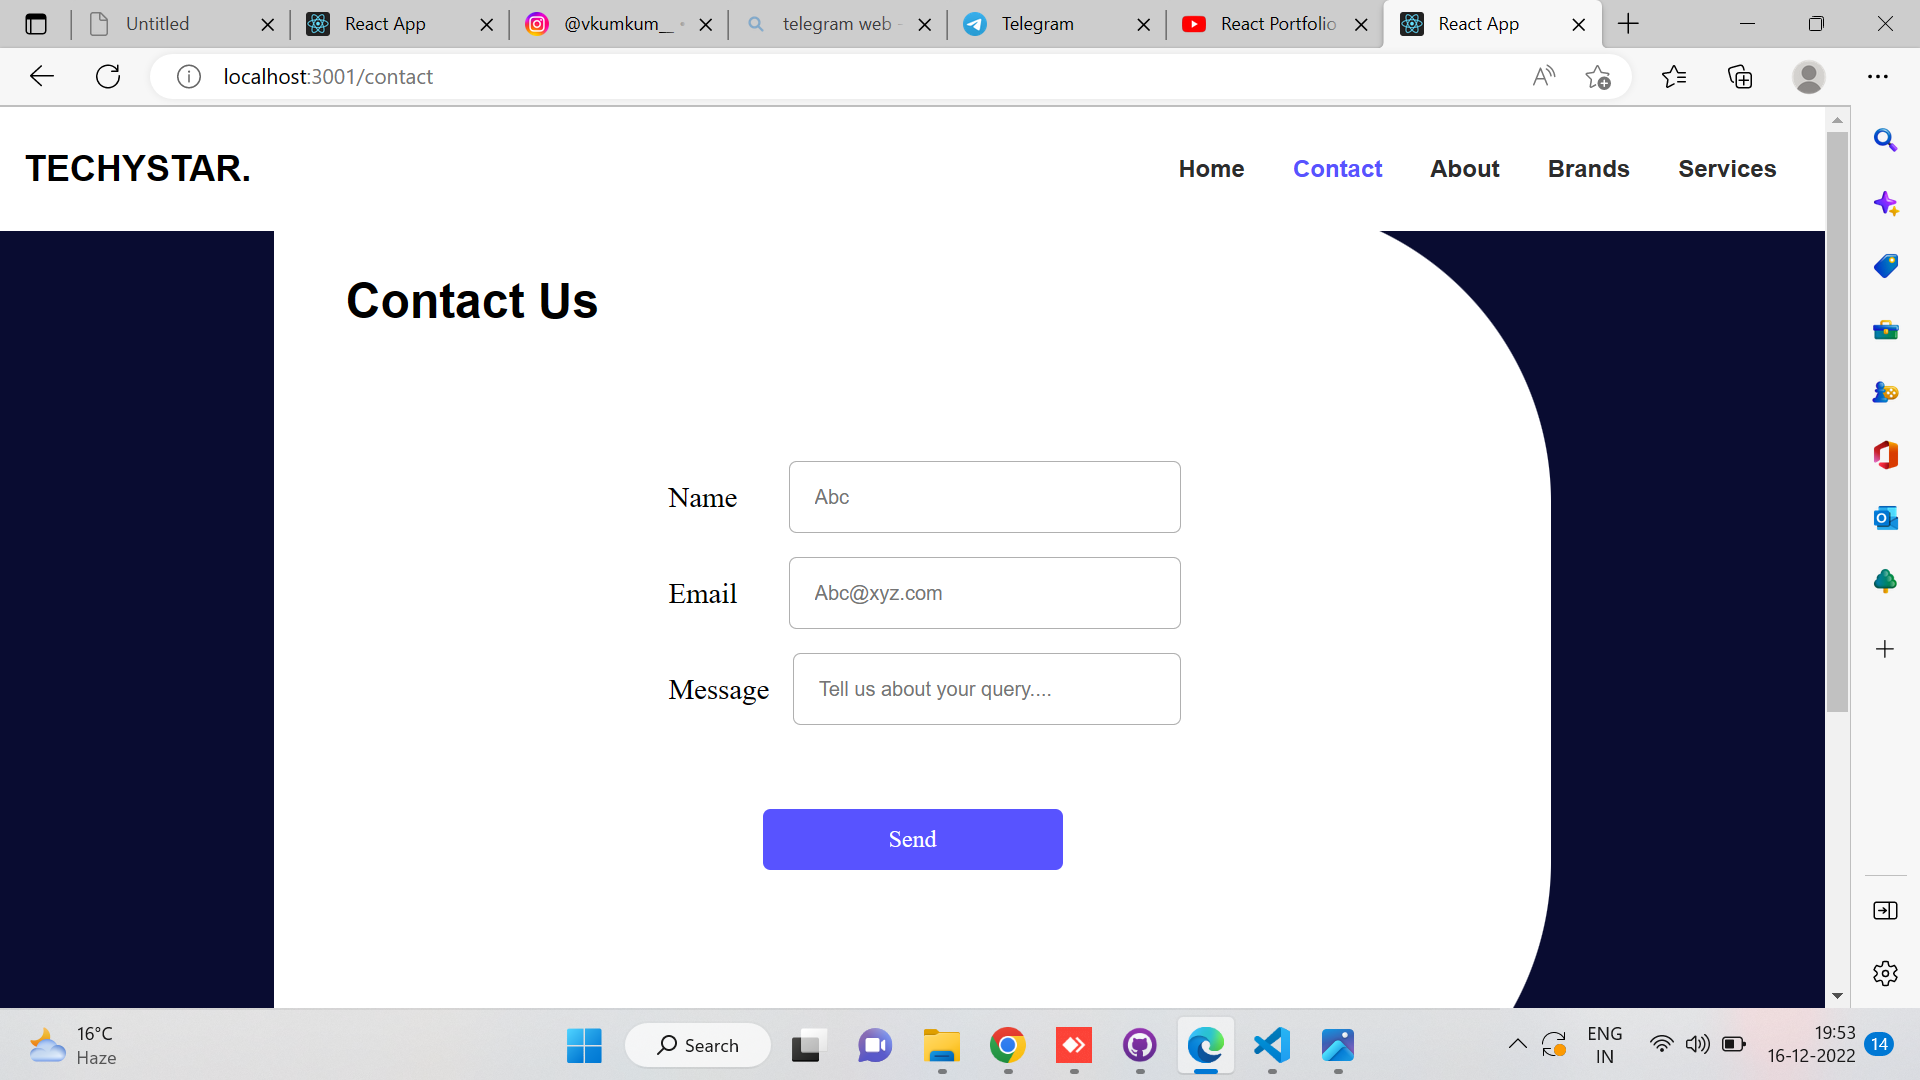 Untitled
React App
@vkumkum__ •
telegram web -
Telegram
React Portfolio
React App
localhost:3001/contact
TECHYSTAR.
Home Contact About Brands Services
Contact Us
Name Abc
Email Abc@xyz.com
Message Tell us about your query....
Send
16°C
Haze
Search
ENG
IN
19:53
16-12-2022
14